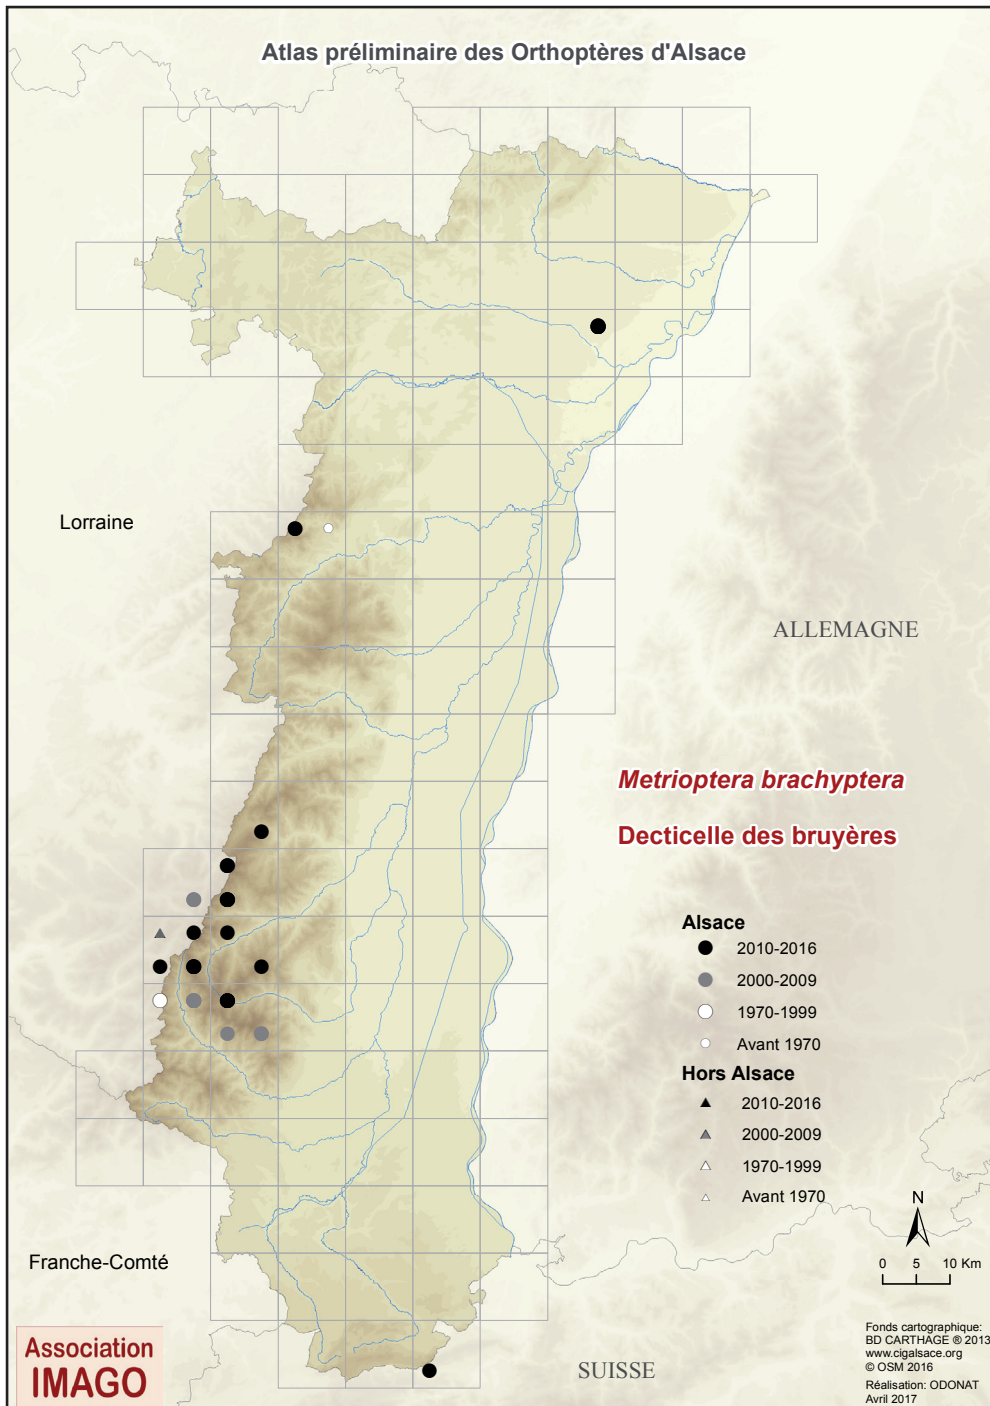 Atlas préliminaire des Orthoptères d'Alsace
Lorraine
ALLEMAGNE
Metrioptera brachyptera
Decticelle des bruyères
Alsace
2010-2016
2000-2009
1970-1999
Avant 1970
Hors Alsace
2010-2016
2000-2009
1970-1999
Avant 1970
N
0 5 10 Km
Franche-Comté
SUISSE
Association
IMAGO
Fonds cartographique:
BD CARTHAGE ® 2013
www.cigalsace.org
© OSM 2016
Réalisation: ODONAT
Avril 2017